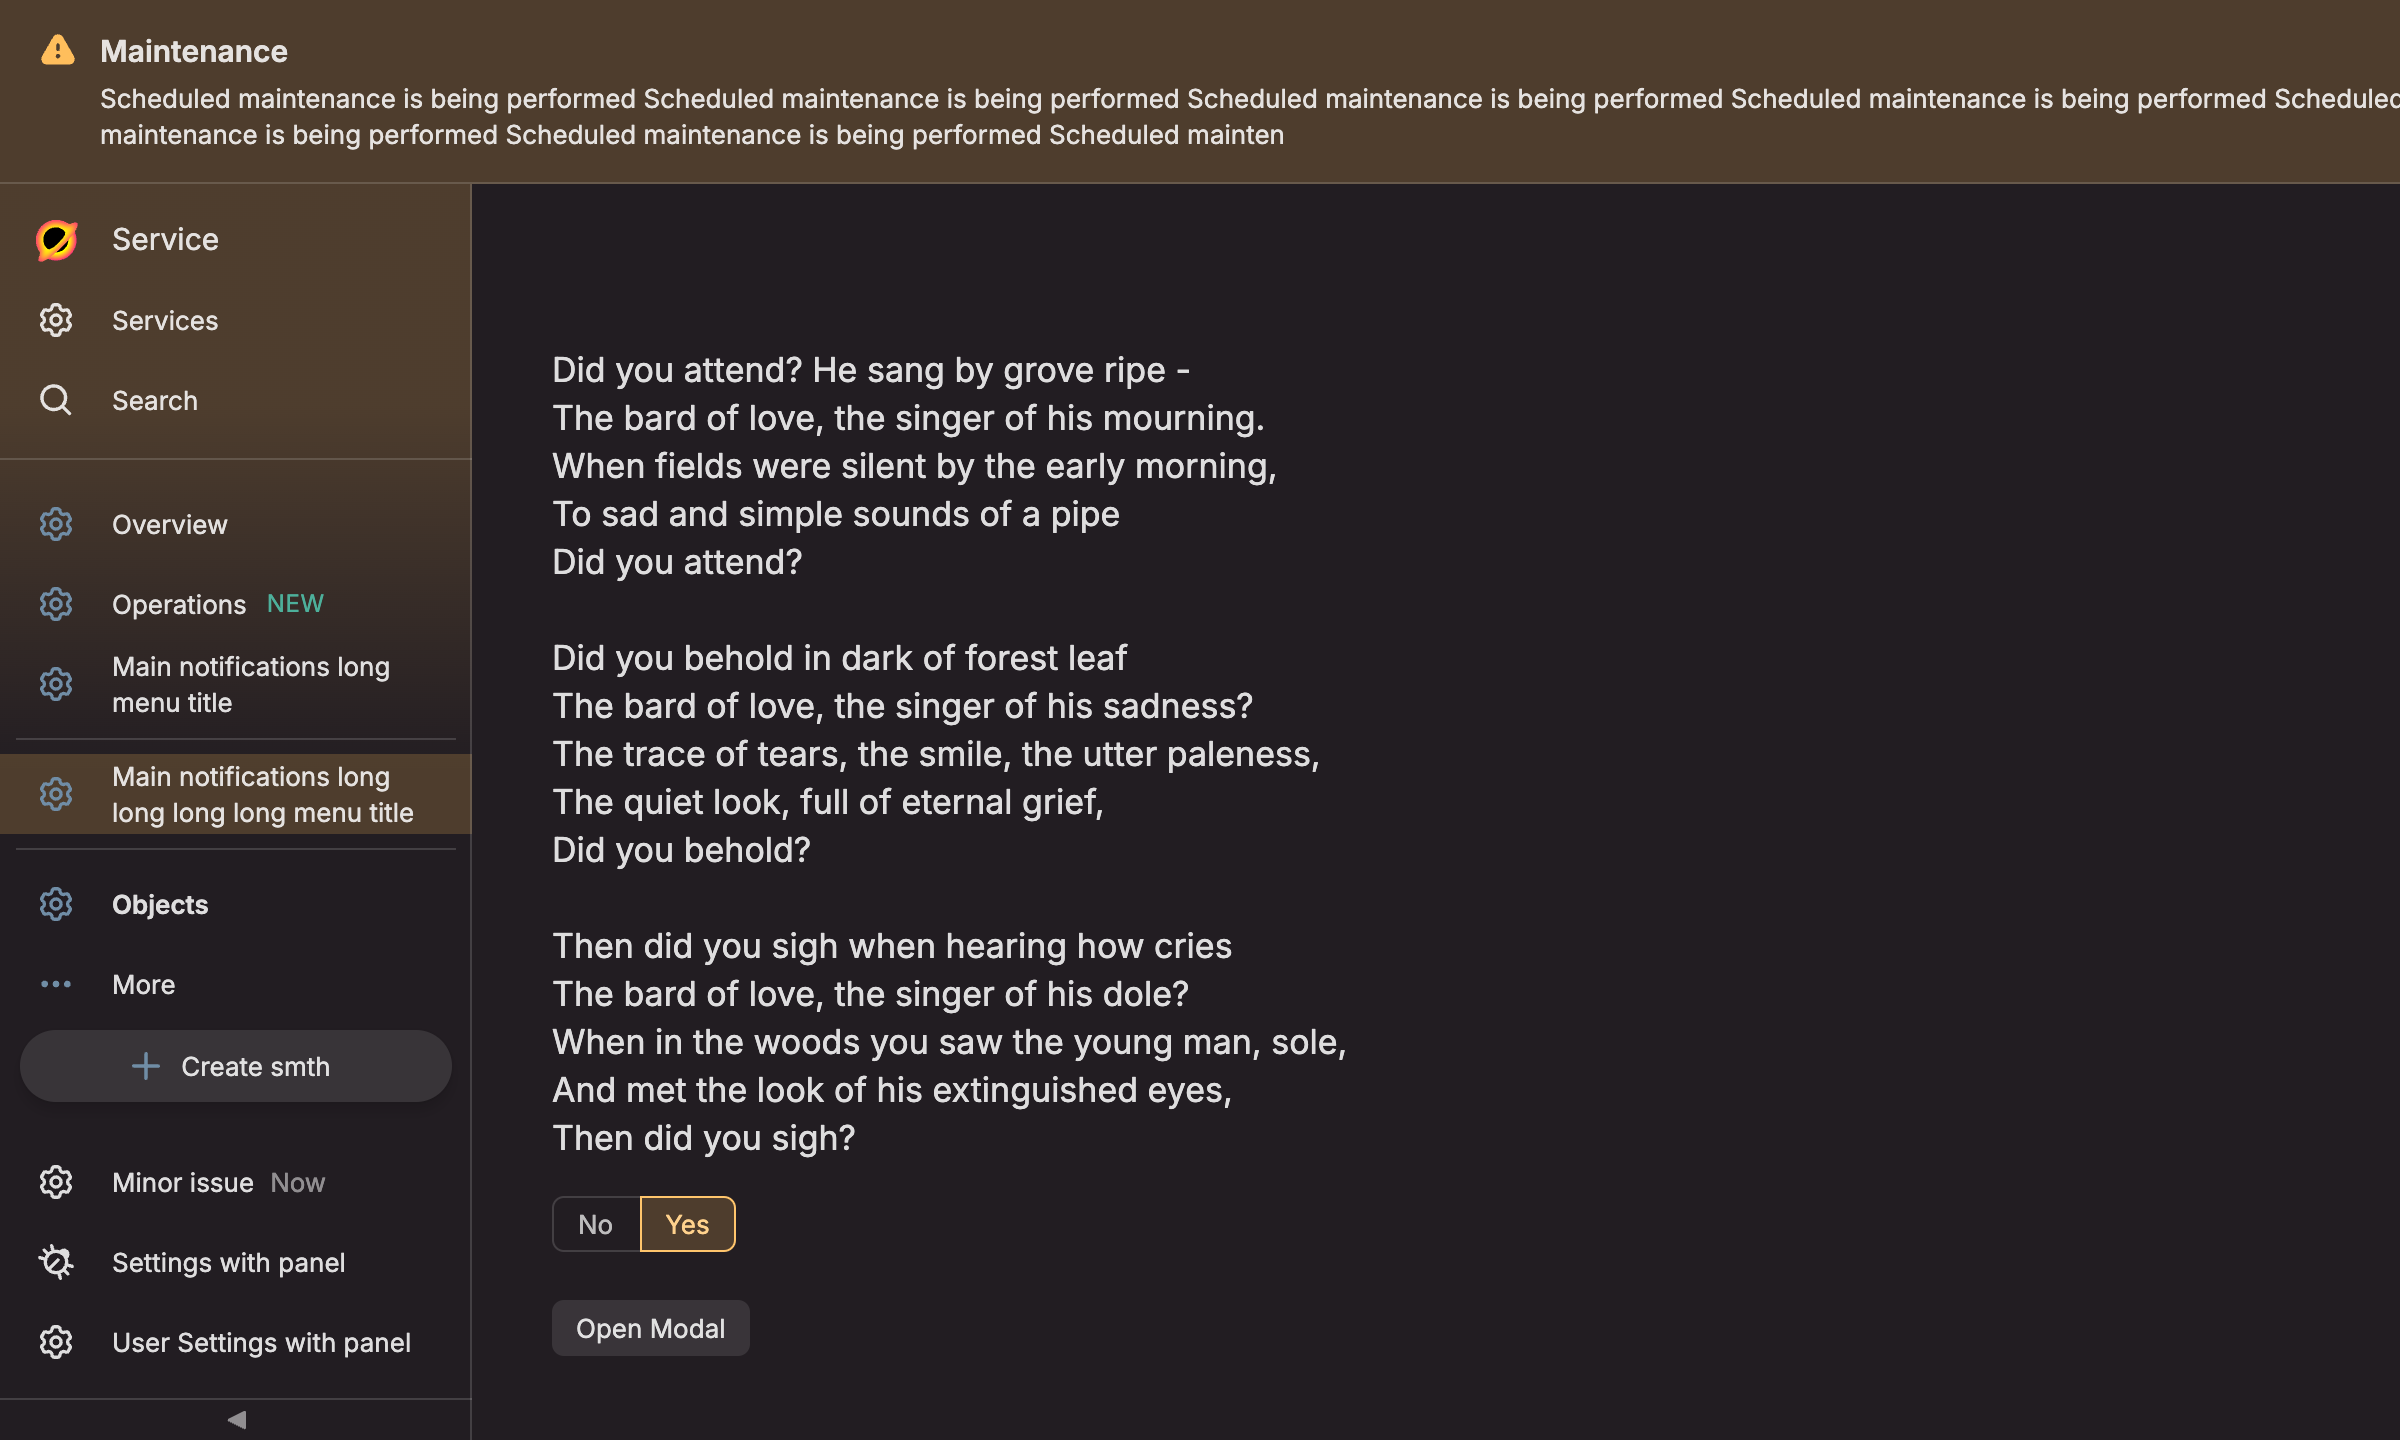 Maintenance
Scheduled maintenance is being performed Scheduled maintenance is being performed Scheduled maintenance is being performed Scheduled maintenance is being performed Scheduled
maintenance is being performed Scheduled maintenance is being performed Scheduled mainten
Service
Services
Search
Overview
Operations NEW
Main notifications long
menu title
Main notifications long
long long long menu title
Objects
More
Create smth
Minor issue Now
Settings with panel
User Settings with panel
Did you attend? He sang by grove ripe -
The bard of love, the singer of his mourning.
When fields were silent by the early morning,
To sad and simple sounds of a pipe
Did you attend?
Did you behold in dark of forest leaf
The bard of love, the singer of his sadness?
The trace of tears, the smile, the utter paleness,
The quiet look, full of eternal grief,
Did you behold?
Then did you sigh when hearing how cries
The bard of love, the singer of his dole?
When in the woods you saw the young man, sole,
And met the look of his extinguished eyes,
Then did you sigh?
No Yes
Open Modal